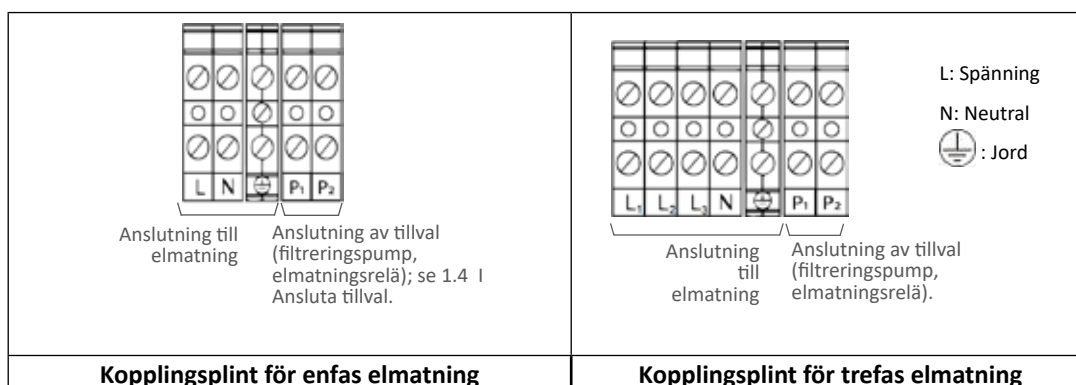 L N P₁ P₂
Anslutning till
elmatning
Anslutning av tillval
(filtreringspump,
elmatningsrelä); se 1.4 I
Ansluta tillval.
L₁ L₂ L₃ N P₁ P₂
Anslutning
till
elmatning
Anslutning av tillval
(filtreringspump,
elmatningsrelä).
L: Spänning
N: Neutral
: Jord
Kopplingsplint för enfas elmatning
Kopplingsplint för trefas elmatning